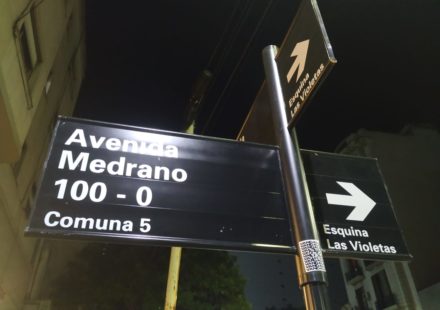 Avenida
Medrano
100 - 0
Comuna 5
Esquina
Las Violetas
Esquina
Las Violetas